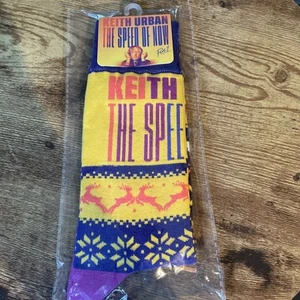 KEITH URBAN
THE SPEED OF NOW
KEITH
THE SPEE